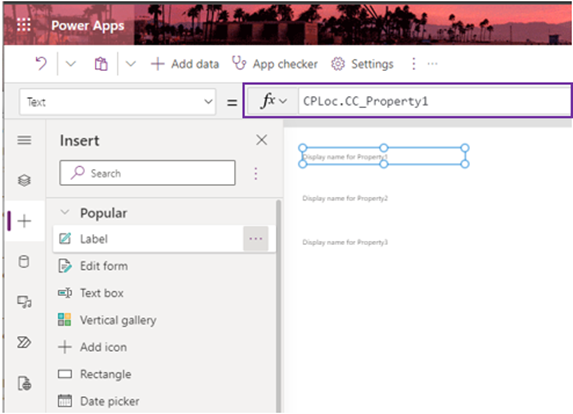 Power Apps
Add data
App checker
Settings
Text
=
fx
CPLoc.CC_Property1
Insert
Search
Popular
Label
Edit form
Text box
Vertical gallery
Add icon
Rectangle
Date picker
Display name for Property1
Display name for Property2
Display name for Property3